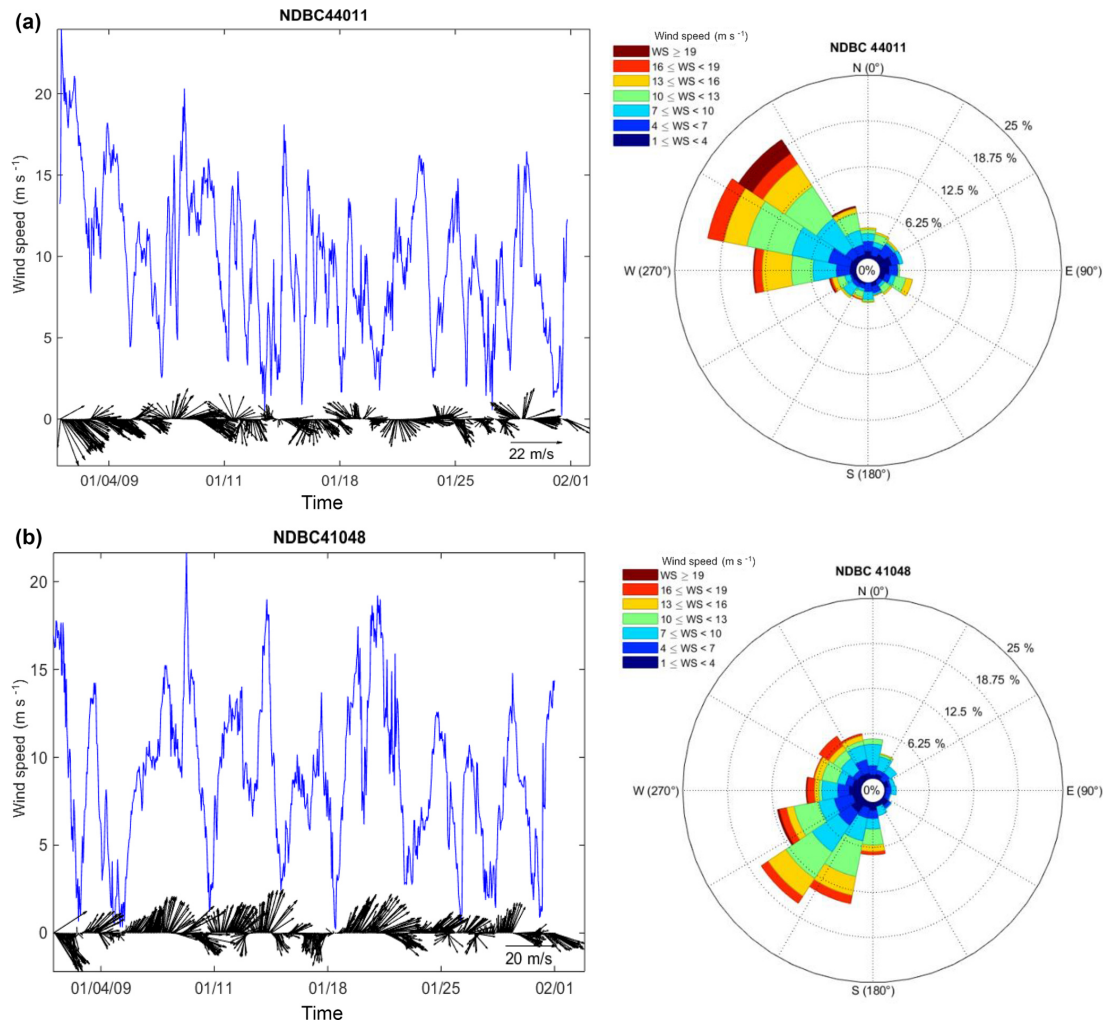 (a)
NDBC44011
Wind speed (m s⁻¹)
20
15
10
5
0
22 m/s
01/04/09 01/11 01/18 01/25 02/01
Time
Wind speed (m s⁻¹)
WS ≥ 19
16 ≤ WS < 19
13 ≤ WS < 16
10 ≤ WS < 13
7 ≤ WS < 10
4 ≤ WS < 7
1 ≤ WS < 4
NDBC 44011
N (0°)
25 %
18.75 %
12.5 %
6.25 %
W (270°) 0% E (90°)
S (180°)
(b)
NDBC41048
Wind speed (m s⁻¹)
20
15
10
5
0
20 m/s
01/04/09 01/11 01/18 01/25 02/01
Time
Wind speed (m s⁻¹)
WS ≥ 19
16 ≤ WS < 19
13 ≤ WS < 16
10 ≤ WS < 13
7 ≤ WS < 10
4 ≤ WS < 7
1 ≤ WS < 4
NDBC 41048
N (0°)
25 %
18.75 %
12.5 %
6.25 %
W (270°) 0% E (90°)
S (180°)